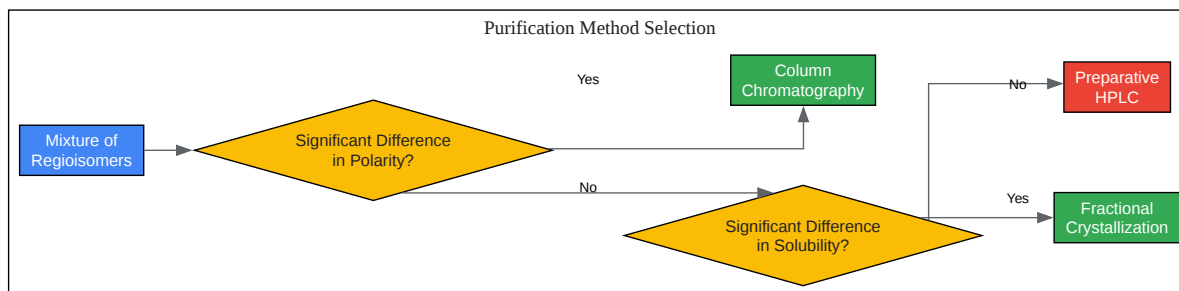 Purification Method Selection
Mixture of
Regioisomers
Significant Difference
in Polarity?
Yes
Column
Chromatography
No
Significant Difference
in Solubility?
No
Preparative
HPLC
Yes
Fractional
Crystallization